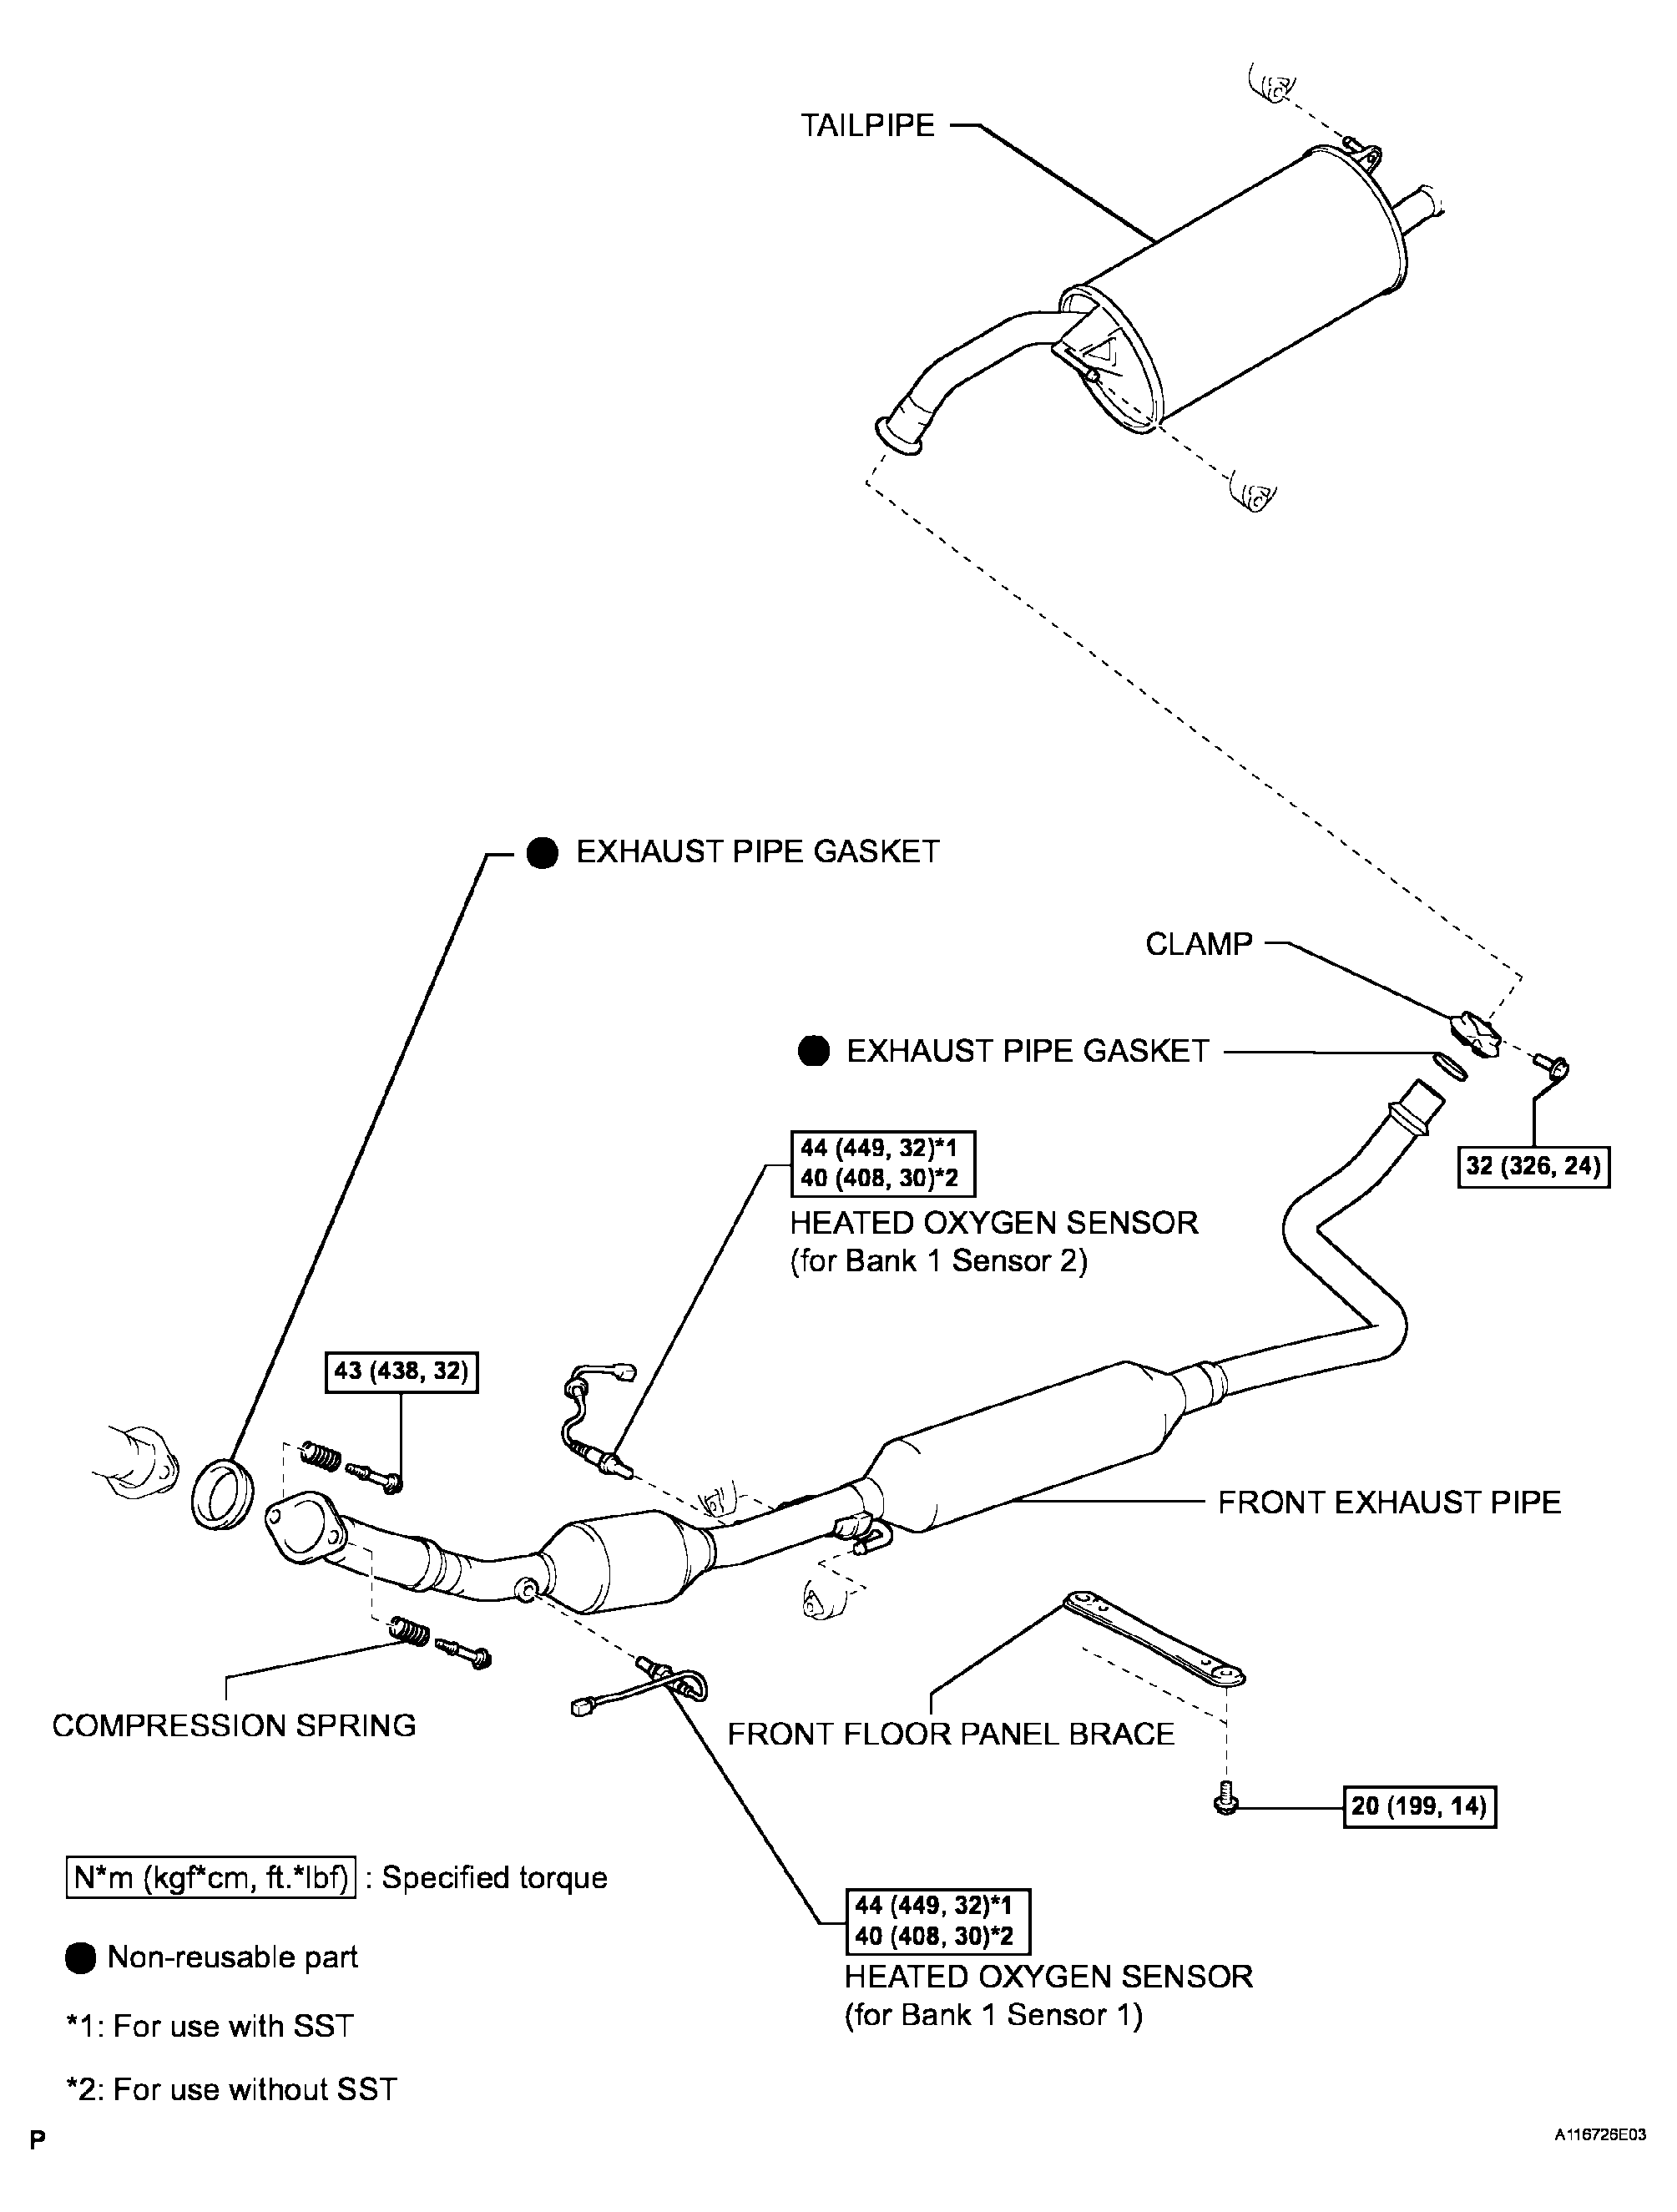 TAILPIPE
EXHAUST PIPE GASKET
CLAMP
EXHAUST PIPE GASKET
44 (449, 32)*1
40 (408, 30)*2
32 (326, 24)
HEATED OXYGEN SENSOR
(for Bank 1 Sensor 2)
43 (438, 32)
FRONT EXHAUST PIPE
COMPRESSION SPRING
FRONT FLOOR PANEL BRACE
20 (199, 14)
N*m (kgf*cm, ft.*lbf) : Specified torque
44 (449, 32)*1
40 (408, 30)*2
Non-reusable part
HEATED OXYGEN SENSOR
(for Bank 1 Sensor 1)
*1: For use with SST
*2: For use without SST
P
A116726E03